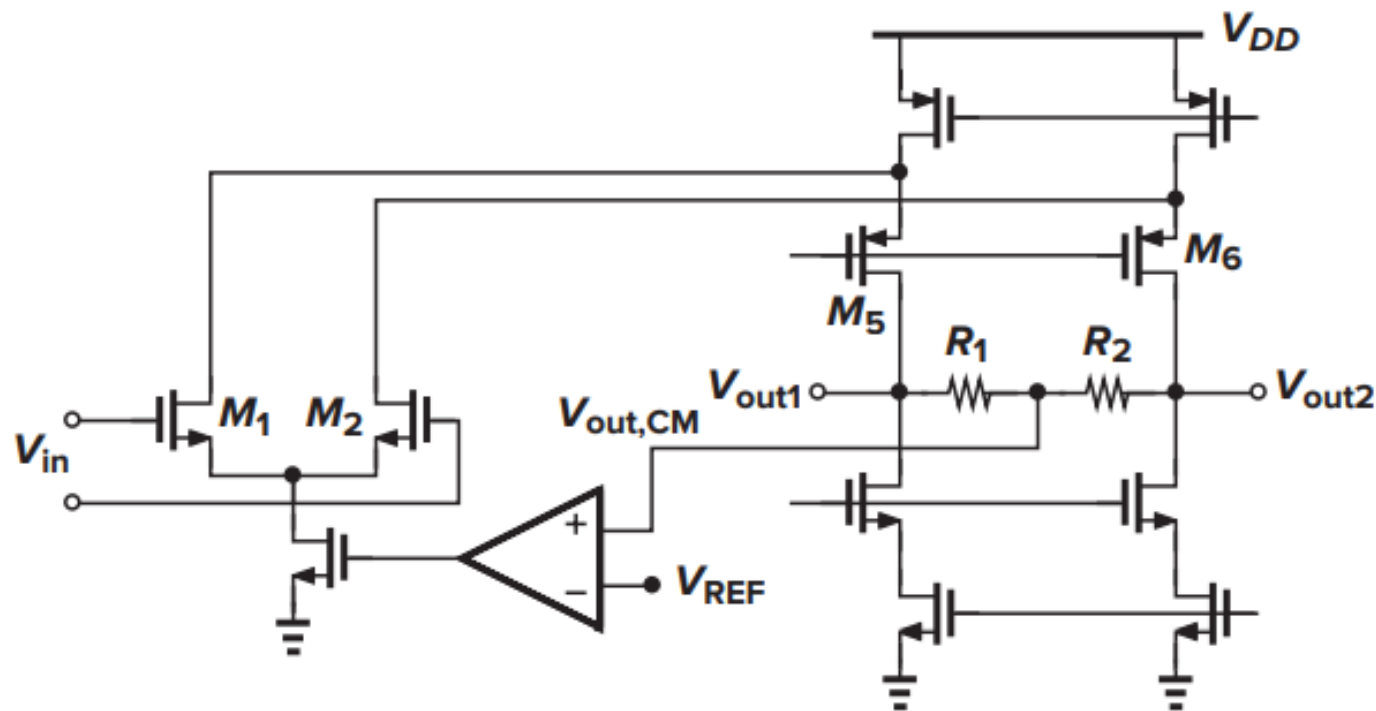 VDD
M6
M5
R1
R2
Vout1
Vout2
M1
M2
Vout,CM
Vin
+
−
VREF